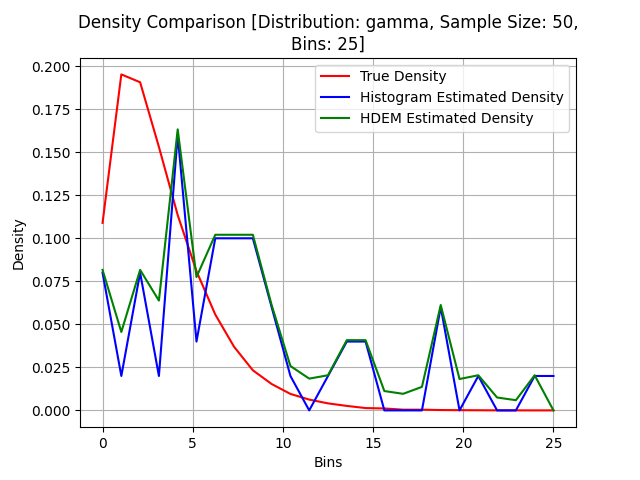 Density Comparison [Distribution: gamma, Sample Size: 50,
Bins: 25]
True Density
Histogram Estimated Density
HDEM Estimated Density
Density
0.200
0.175
0.150
0.125
0.100
0.075
0.050
0.025
0.000
0 5 10 15 20 25
Bins